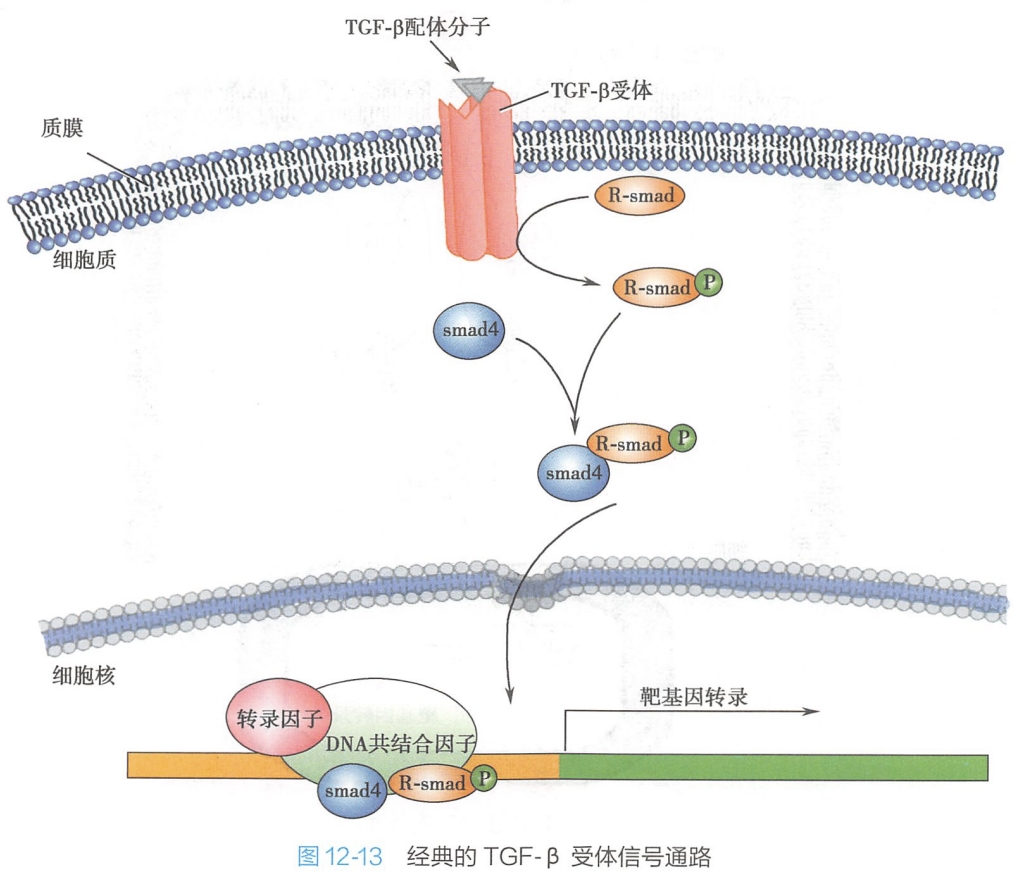 TGF-β配体分子
TGF-β受体
质膜
R-smad
细胞质
R-smad P
smad4
R-smad P
smad4
细胞核
靶基因转录
转录因子
DNA共结合因子
smad4 R-smad P
图 12-13 经典的 TGF-β 受体信号通路